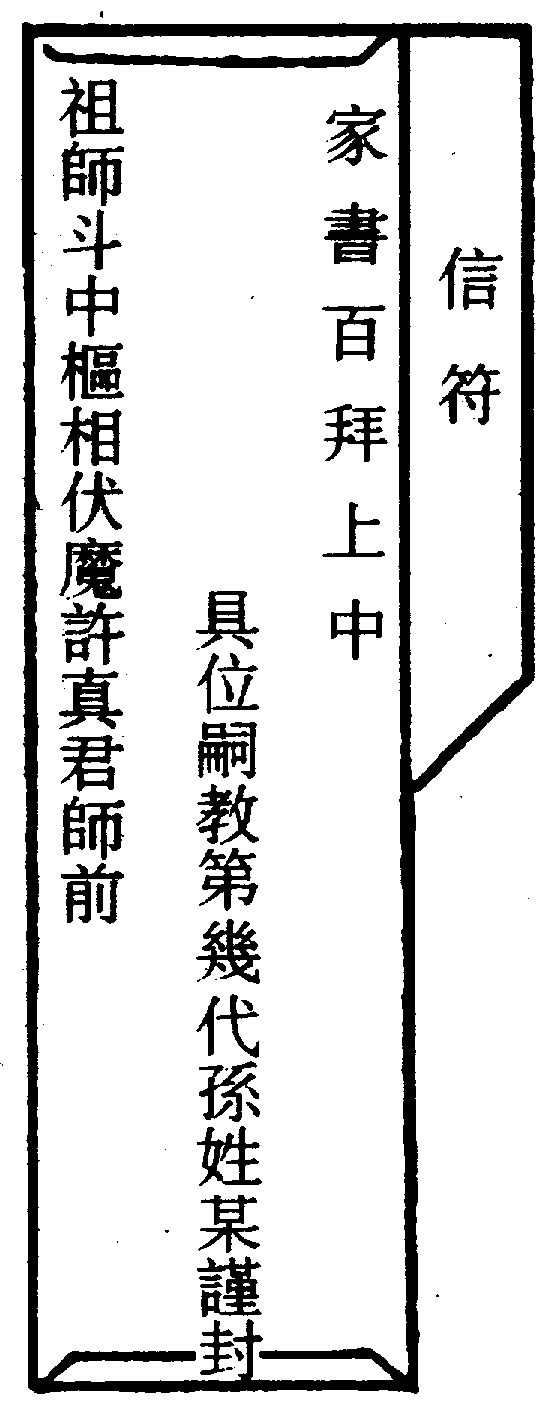 信符
家書百拜上中
祖師斗中樞相伏魔許真君師前
具位嗣教第幾代孫姓某謹封